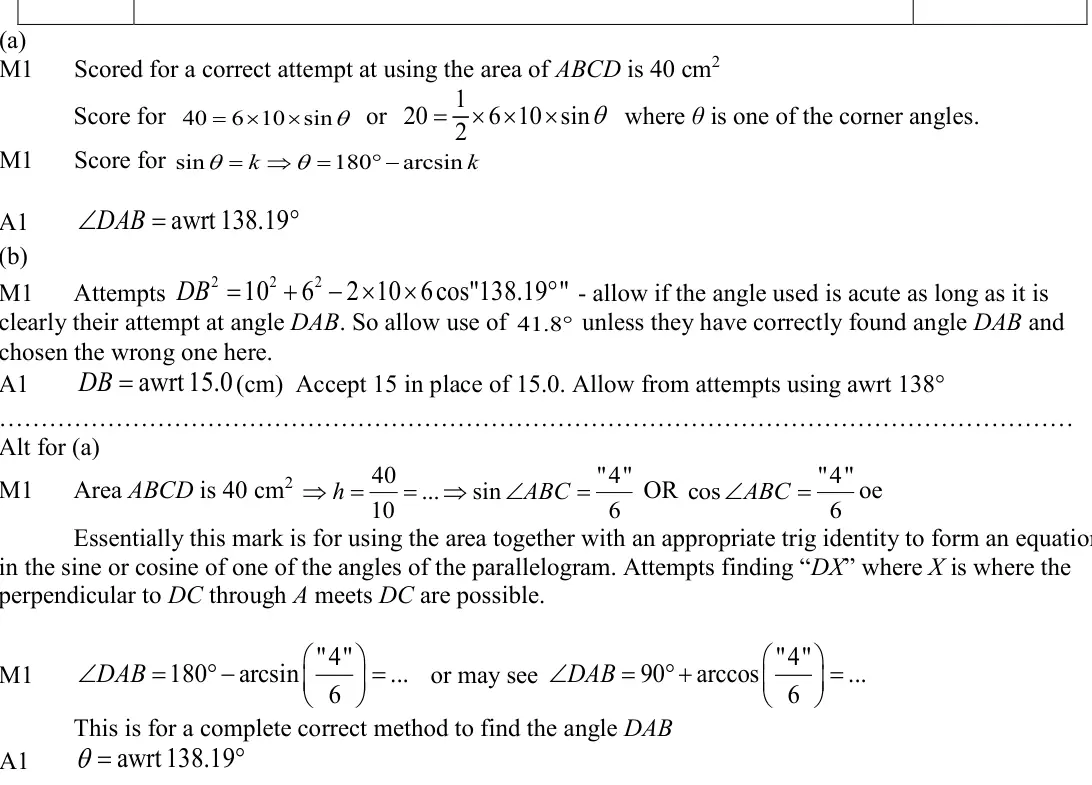 (a)
M1 Scored for a correct attempt at using the area of ABCD is 40 cm²
Score for 40 = 6×10×sin θ or 20 = 1/2 ×6×10×sin θ where θ is one of the corner angles.
M1 Score for sin θ = k ⇒ θ = 180° − arcsin k
A1 ∠DAB = awrt 138.19°
(b)
M1 Attempts DB² = 10² + 6² − 2×10×6cos"138.19°" - allow if the angle used is acute as long as it is
clearly their attempt at angle DAB. So allow use of 41.8° unless they have correctly found angle DAB and
chosen the wrong one here.
A1 DB = awrt 15.0 (cm) Accept 15 in place of 15.0. Allow from attempts using awrt 138°
………………………………………………………………………………………………………………………
Alt for (a)
M1 Area ABCD is 40 cm² ⇒ h = 40/10 = ... ⇒ sin ∠ABC = "4"/6 OR cos ∠ABC = "4"/6 oe
Essentially this mark is for using the area together with an appropriate trig identity to form an equation
in the sine or cosine of one of the angles of the parallelogram. Attempts finding “DX” where X is where the
perpendicular to DC through A meets DC are possible.
M1 ∠DAB = 180° − arcsin("4"/6) = ... or may see ∠DAB = 90° + arccos("4"/6) = ...
This is for a complete correct method to find the angle DAB
A1 θ = awrt 138.19°